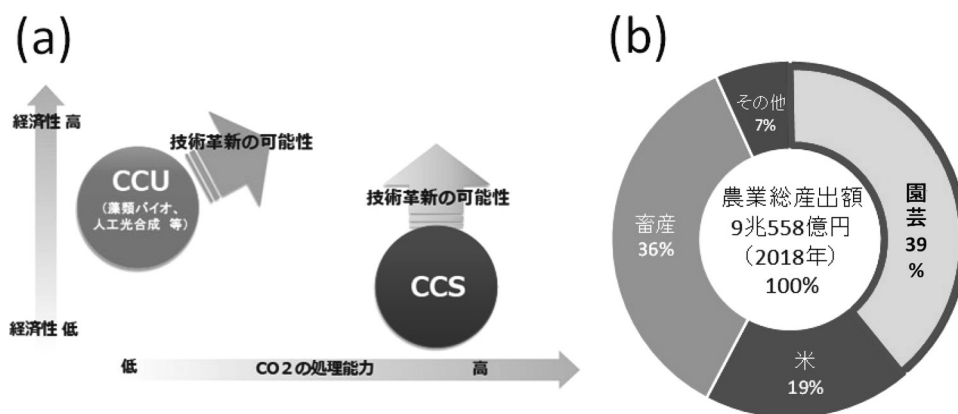 (a)
経済性 高
経済性 低
CCU
(藻類バイオ、
人工光合成 等)
技術革新の可能性
技術革新の可能性
CCS
低
CO2の処理能力
高
(b)
その他
7%
園芸
39
%
米
19%
畜産
36%
農業総産出額
9兆558億円
(2018年)
100%